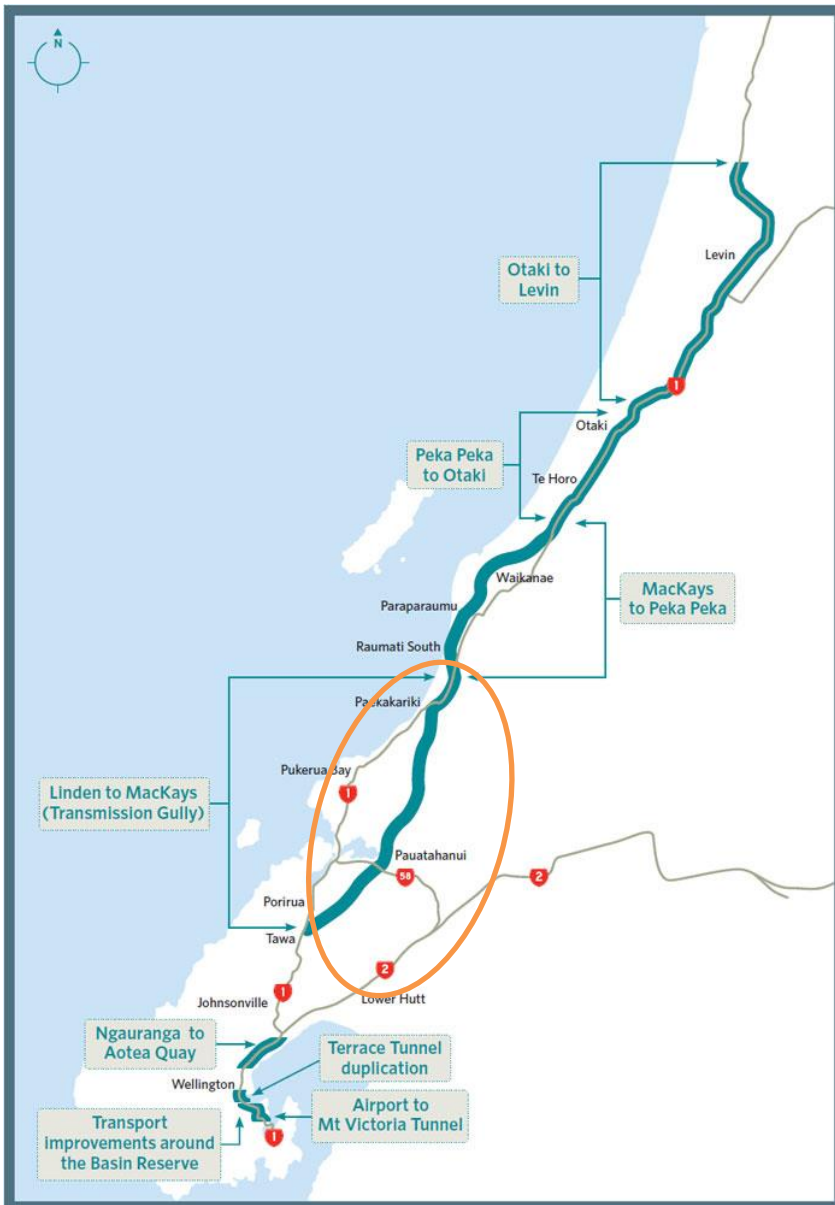 N
Levin
Otaki to
Levin
1
Otaki
Peka Peka
to Otaki
Te Horo
Waikanae
MacKays
to Peka Peka
Paraparaumu
Raumati South
Paekakariki
Pukerua Bay
Linden to MacKays
(Transmission Gully)
1
Pauatahanui
58
2
Porirua
Tawa
2
Johnsonville
1
Lower Hutt
Ngauranga to
Aotea Quay
Terrace Tunnel
duplication
Wellington
Airport to
Mt Victoria Tunnel
Transport
improvements around
the Basin Reserve
1